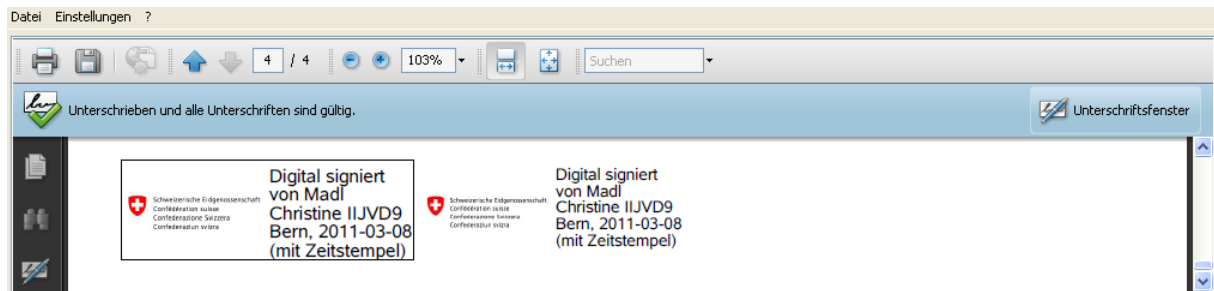 Datei Einstellungen ?
4 / 4 103% Suchen
Unterschrieben und alle Unterschriften sind gültig. Unterschriftsfenster
Schweizerische Eidgenossenschaft
Confédération suisse
Confederazione Svizzera
Confederaziun svizra
Digital signiert
von Madl
Christine IIJVD9
Bern, 2011-03-08
(mit Zeitstempel)
Schweizerische Eidgenossenschaft
Confédération suisse
Confederazione Svizzera
Confederaziun svizra
Digital signiert
von Madl
Christine IIJVD9
Bern, 2011-03-08
(mit Zeitstempel)